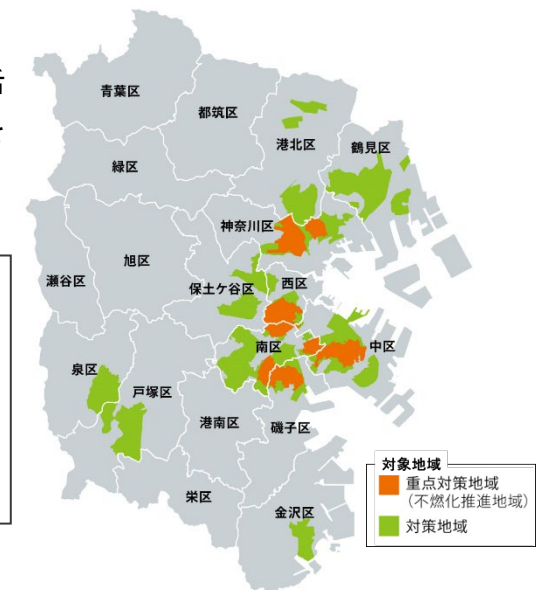 青葉区
都筑区
港北区
鶴見区
緑区
神奈川区
旭区
瀬谷区
保土ケ谷区
西区
南区
中区
泉区
戸塚区
港南区
磯子区
栄区
金沢区
対象地域
重点対策地域
(不燃化推進地域)
対策地域